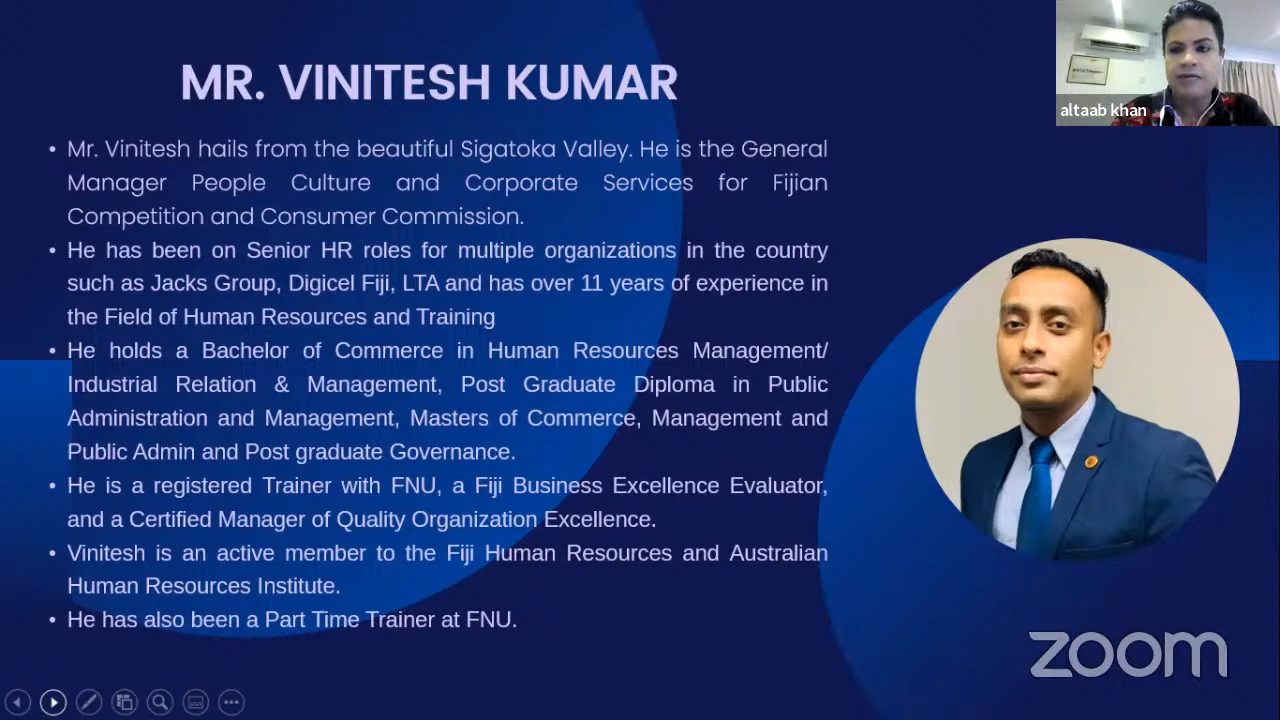 MR. VINITESH KUMAR
• Mr. Vinitesh hails from the beautiful Sigatoka Valley. He is the General
Manager People Culture and Corporate Services for Fijian
Competition and Consumer Commission.
• He has been on Senior HR roles for multiple organizations in the country
such as Jacks Group, Digicel Fiji, LTA and has over 11 years of experience in
the Field of Human Resources and Training
• He holds a Bachelor of Commerce in Human Resources Management/
Industrial Relation & Management, Post Graduate Diploma in Public
Administration and Management, Masters of Commerce, Management and
Public Admin and Post graduate Governance.
• He is a registered Trainer with FNU, a Fiji Business Excellence Evaluator,
and a Certified Manager of Quality Organization Excellence.
• Vinitesh is an active member to the Fiji Human Resources and Australian
Human Resources Institute.
• He has also been a Part Time Trainer at FNU.
altaab khan
zoom